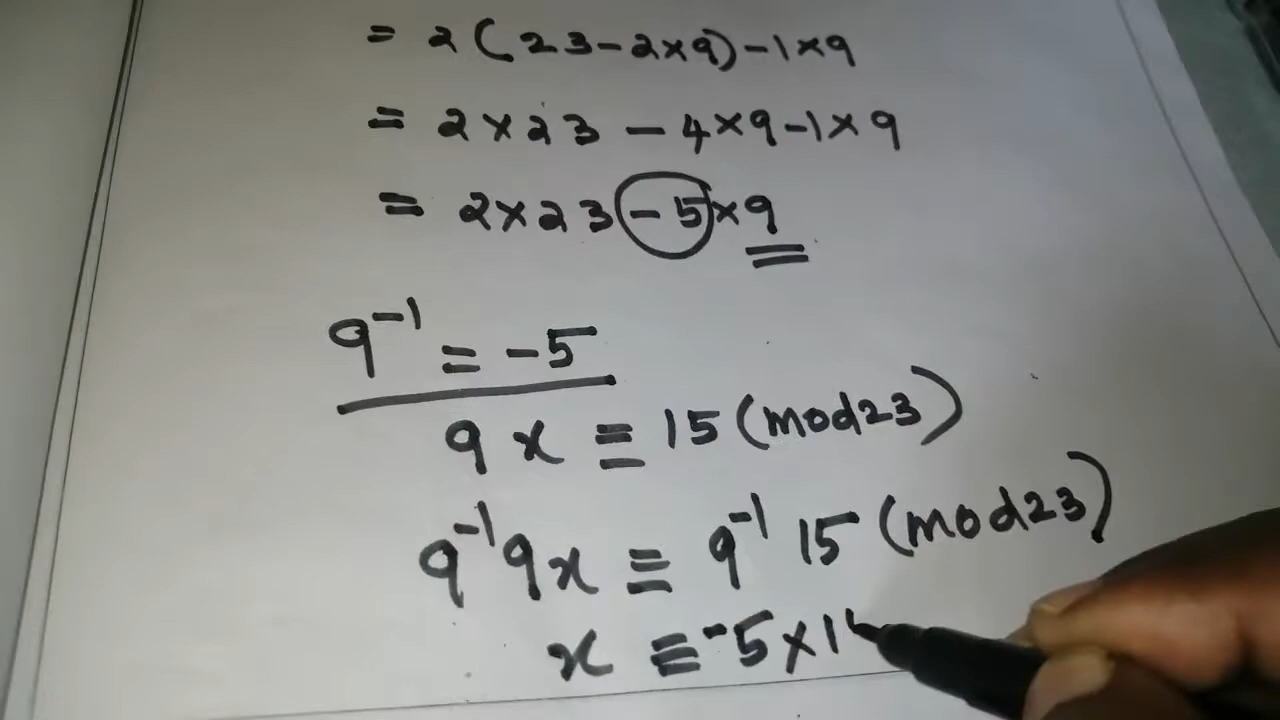 = 2(23-2×9)-1×9
= 2×23 - 4×9-1×9
= 2×23 -5×9
9⁻¹ = -5
9x ≡ 15 (mod23)
9⁻¹9x ≡ 9⁻¹ 15 (mod23)
x ≡ -5×1